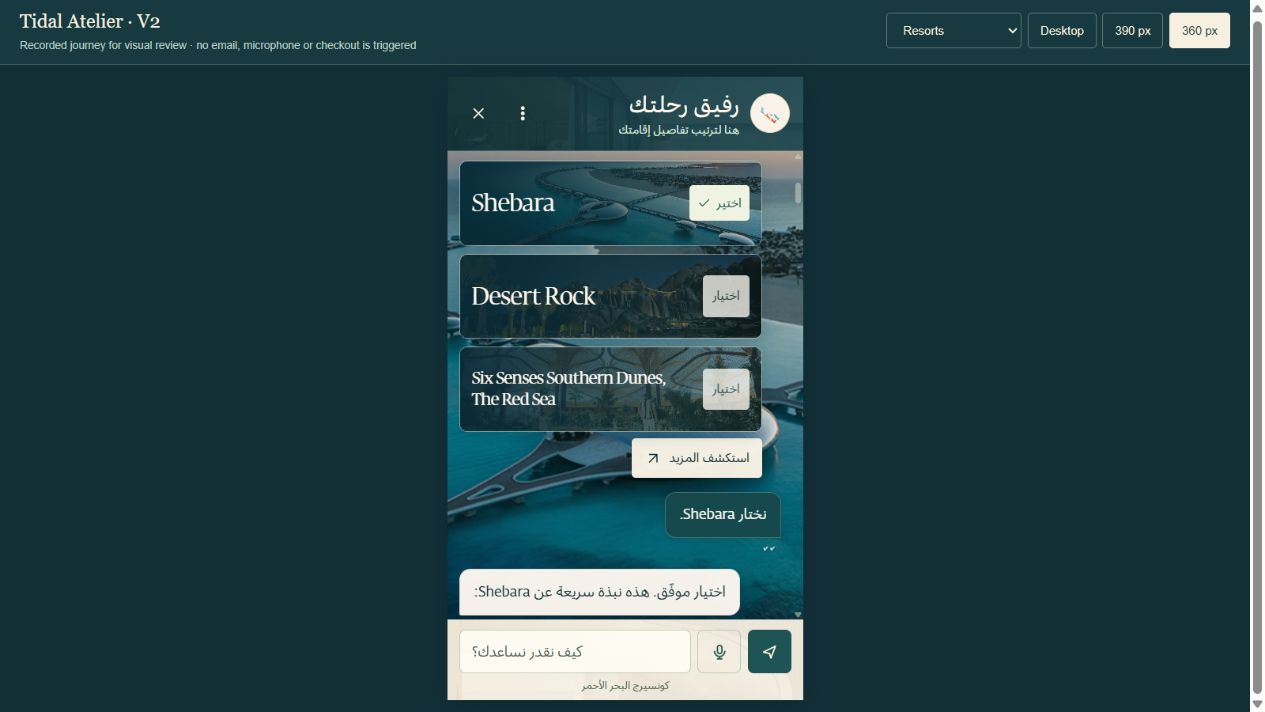 Tidal Atelier · V2
Recorded journey for visual review · no email, microphone or checkout is triggered
Resorts
Desktop
390 px
360 px
رفيق رحلتك
هنا لترتيب تفاصيل إقامتك
Shebara
اختير
Desert Rock
اختيار
Six Senses Southern Dunes,
The Red Sea
اختيار
استكشف المزيد
نختار Shebara.
اختيار موفّق. هذه نبذة سريعة عن Shebara:
كيف نقدر نساعدك؟
كونسيرج البحر الأحمر